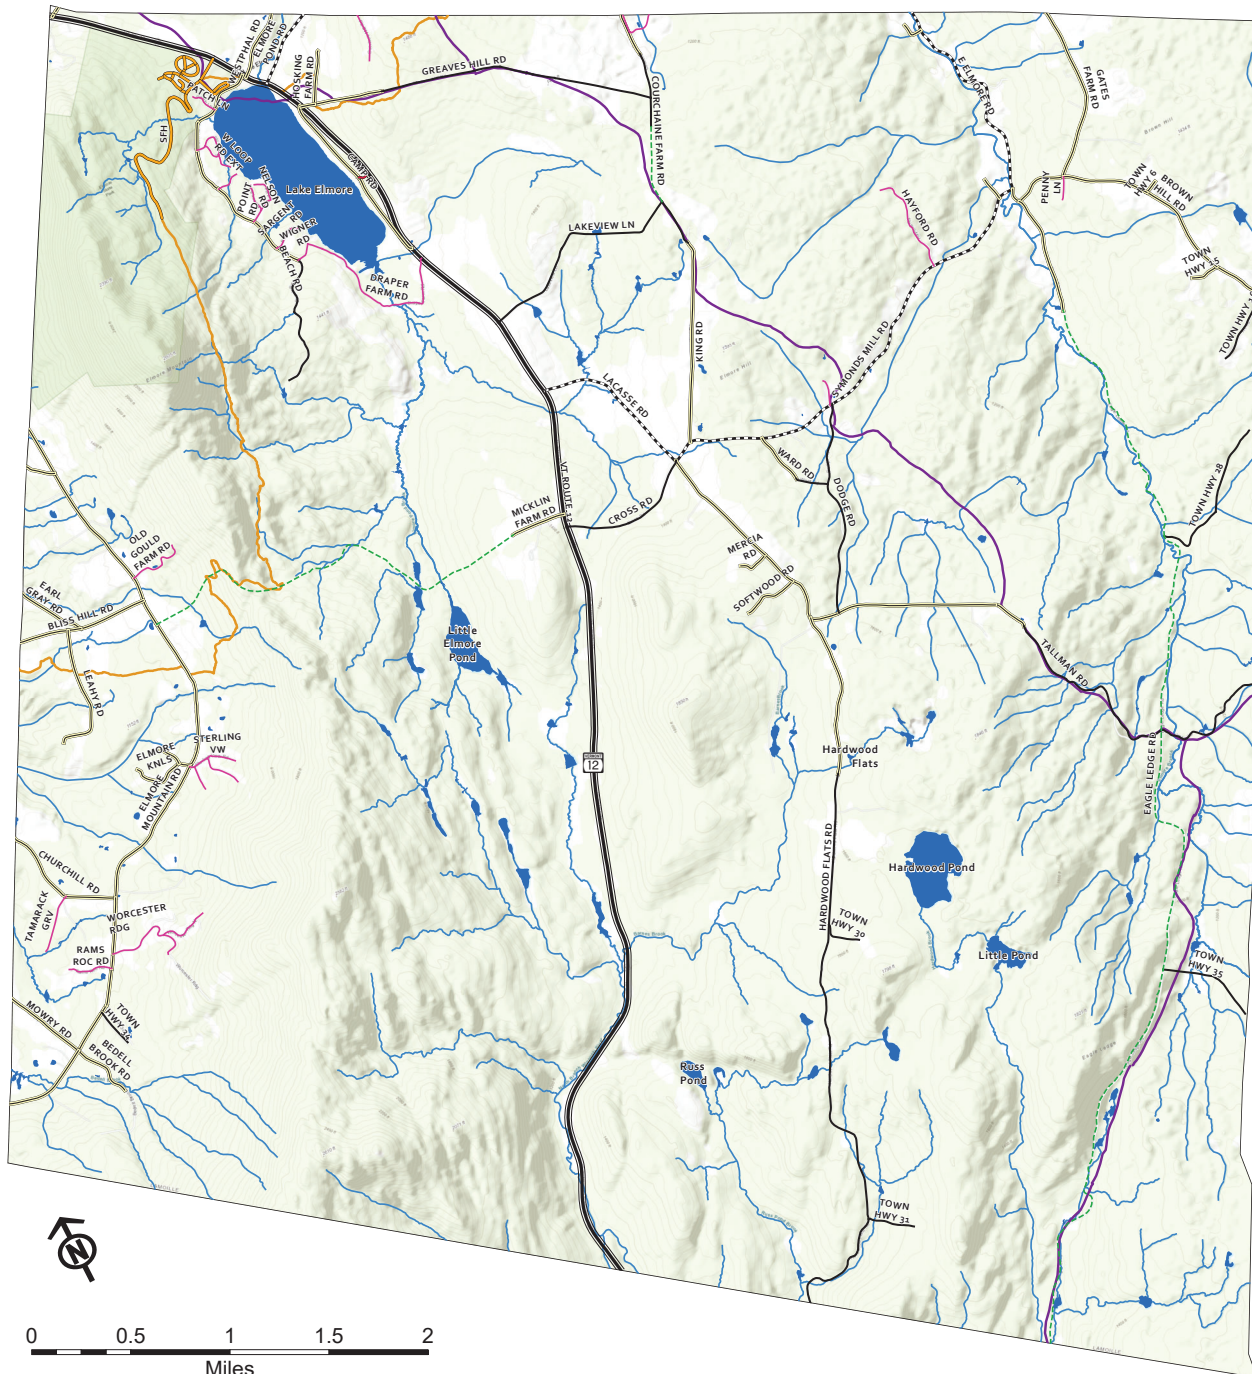 WESTPHAL RD
ELMORE
POND RD
HOSKING
FARM RD
GREAVES HILL RD
COURCHAINE FARM RD
E ELMORE RD
GATES
FARM RD
PATCH LN
SFH
W LOOP
RD EXT
Lake Elmore
CAMP RD
NELSON
RD
POINT
RD
SARGENT
RD
WIGNER
RD
BEACH RD
DRAPER
FARM RD
LAKEVIEW LN
HAYFORD RD
PENNY
LN
TOWN
HWY 6
BROWN
HILL RD
TOWN
HWY 15
KING RD
SYMONDS MILL RD
LACASSE RD
WARD RD
DODGE RD
VT ROUTE 12
CROSS RD
MICKLIN
FARM RD
MERCIA
RD
SOFTWOOD RD
TOWN HWY 28
OLD
GOULD
FARM RD
EARL
GRAY RD
BLISS HILL RD
LEAHY RD
Little
Elmore
Pond
TALLMAN RD
EAGLE LEDGE RD
ELMORE
KNLS
STERLING
VW
ELMORE
MOUNTAIN RD
VERMONT
12
Hardwood
Flats
HARDWOOD FLATS RD
Hardwood Pond
CHURCHILL RD
TAMARACK
GRV
WORCESTER
RDG
RAMS
ROC RD
TOWN
HWY 30
Little Pond
TOWN
HWY 35
MOWRY RD
TOWN
HWY 36
BEDELL
BROOK RD
Russ
Pond
TOWN
HWY 31
LAMOILLE
LAMOILLE
N
0 0.5 1 1.5 2
Miles